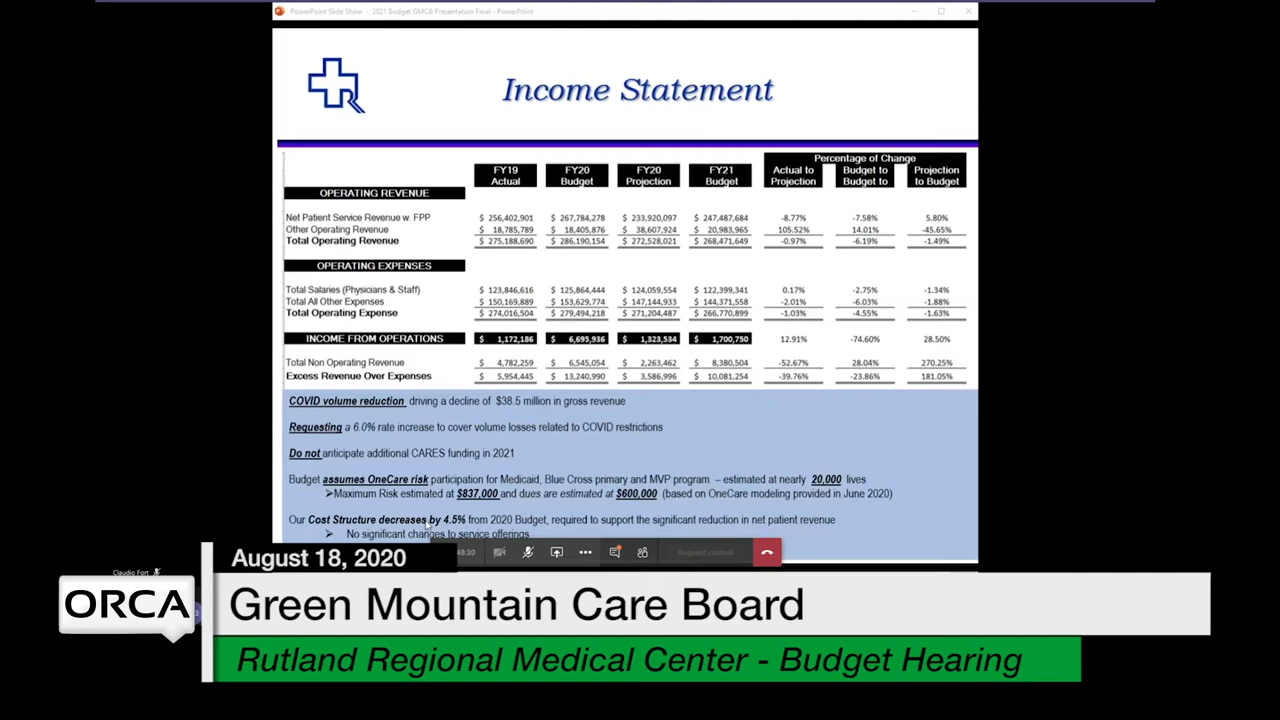 PowerPoint Slide Show - 2021 Budget GMCB Presentation Final - PowerPoint
Income Statement
Percentage of Change
FY19 Actual FY20 Budget FY20 Projection FY21 Budget Actual to Projection Budget to Budget to Projection to Budget
OPERATING REVENUE
Net Patient Service Revenue w. FPP $ 256,402,901 $ 267,784,278 $ 233,920,097 $ 247,487,684 -8.77% -7.58% 5.80%
Other Operating Revenue $ 18,785,789 $ 18,405,876 $ 38,607,924 $ 20,983,965 105.52% 14.01% -45.65%
Total Operating Revenue $ 275,188,690 $ 286,190,154 $ 272,528,021 $ 268,471,649 -0.97% -6.19% -1.49%
OPERATING EXPENSES
Total Salaries (Physicians & Staff) $ 123,846,616 $ 125,864,444 $ 124,059,554 $ 122,399,341 0.17% -2.75% -1.34%
Total All Other Expenses $ 150,169,889 $ 153,629,774 $ 147,144,933 $ 144,371,558 -2.01% -6.03% -1.88%
Total Operating Expense $ 274,016,504 $ 279,494,218 $ 271,204,487 $ 266,770,899 -1.03% -4.55% -1.63%
INCOME FROM OPERATIONS $ 1,172,186 $ 6,695,936 $ 1,323,534 $ 1,700,750 12.91% -74.60% 28.50%
Total Non Operating Revenue $ 4,782,259 $ 6,545,054 $ 2,263,462 $ 8,380,504 -52.67% 28.04% 270.25%
Excess Revenue Over Expenses $ 5,954,445 $ 13,240,990 $ 3,586,996 $ 10,081,254 -39.76% -23.86% 181.05%
COVID volume reduction driving a decline of $38.5 million in gross revenue
Requesting a 6.0% rate increase to cover volume losses related to COVID restrictions
Do not anticipate additional CARES funding in 2021
Budget assumes OneCare risk participation for Medicaid, Blue Cross primary and MVP program – estimated at nearly 20,000 lives
➢Maximum Risk estimated at $837,000 and dues are estimated at $600,000 (based on OneCare modeling provided in June 2020)
Our Cost Structure decreases by 4.5% from 2020 Budget, required to support the significant reduction in net patient revenue
➢ No significant changes to service offerings
48:30 Request control
August 18, 2020
Claudio Fort
ORCA
Green Mountain Care Board
Rutland Regional Medical Center - Budget Hearing